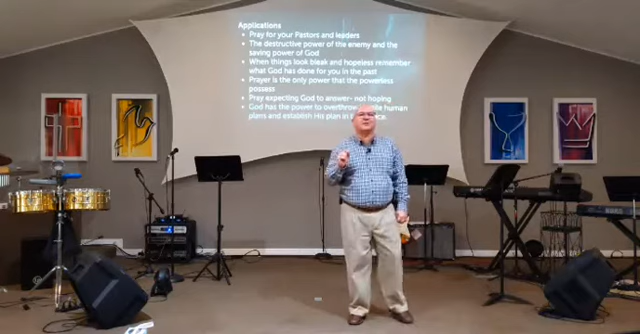 Applications
• Pray for your Pastors and leaders
• The destructive power of the enemy and the
saving power of God
• When things look bleak and hopeless remember
what God has done for you in the past
• Prayer is the only power that the powerless
possess
• Pray expecting God to answer- not hoping
• God has the power to overthrow the human
plans and establish His plan in